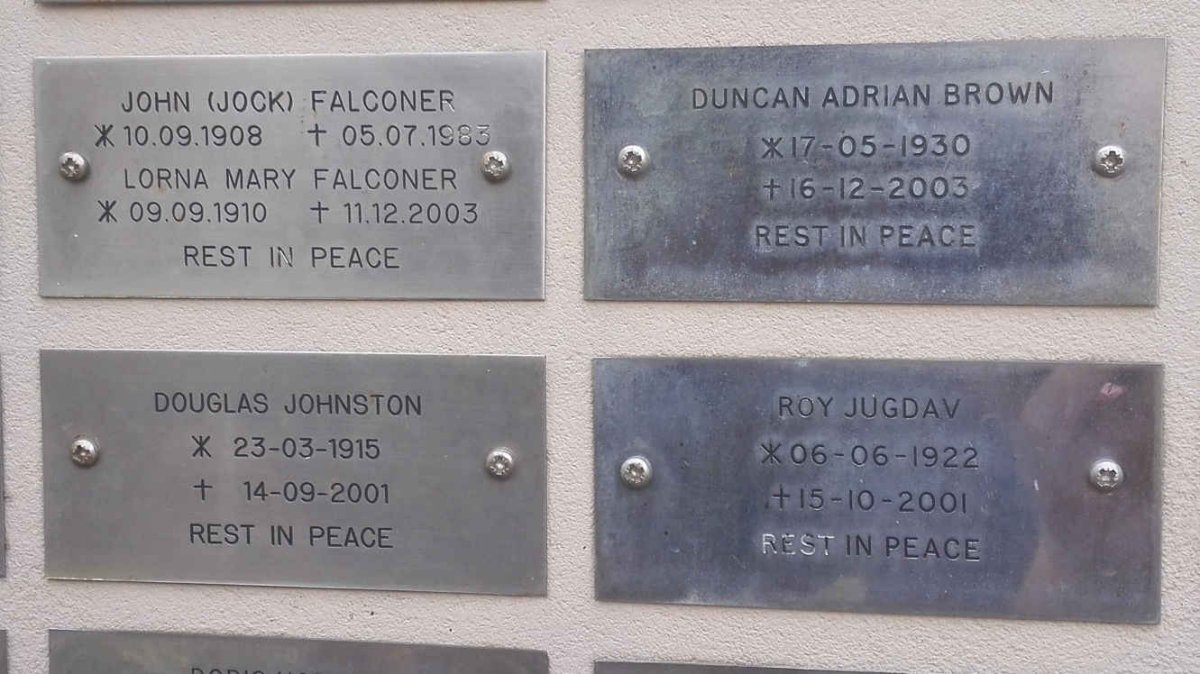 JOHN (JOCK) FALCONER
* 10.09.1908 † 05.07.1983
LORNA MARY FALCONER
* 09.09.1910 † 11.12.2003
REST IN PEACE
DUNCAN ADRIAN BROWN
* 17-05-1930
† 16-12-2003
REST IN PEACE
DOUGLAS JOHNSTON
* 23-03-1915
† 14-09-2001
REST IN PEACE
ROY JUGDAV
* 06-06-1922
† 15-10-2001
REST IN PEACE